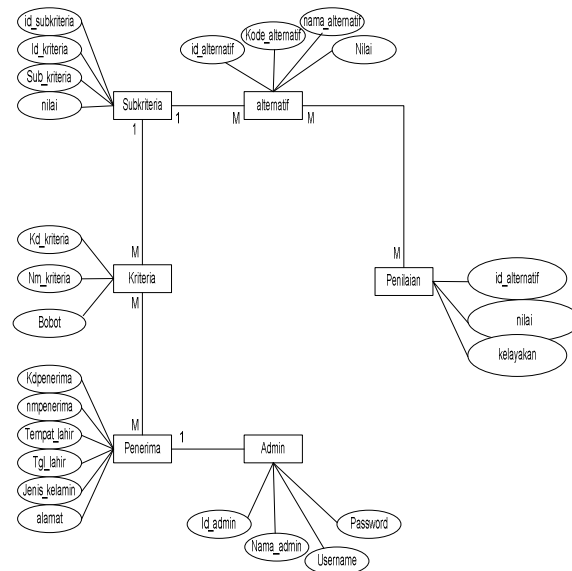 id_subkriteria
Id_kriteria
Sub_kriteria
nilai
id_alternatif
Kode_alternatif
nama_alternatif
Nilai
Subkriteria
1
1
M
alternatif
M
M
Kd_kriteria
Nm_kriteria
Bobot
M
Kriteria
M
Penilaian
id_alternatif
nilai
kelayakan
Kdpenerima
nmpenerima
Tempat_lahir
Tgl_lahir
Jenis_kelamin
alamat
M
Penerima
1
Admin
Id_admin
Nama_admin
Username
Password